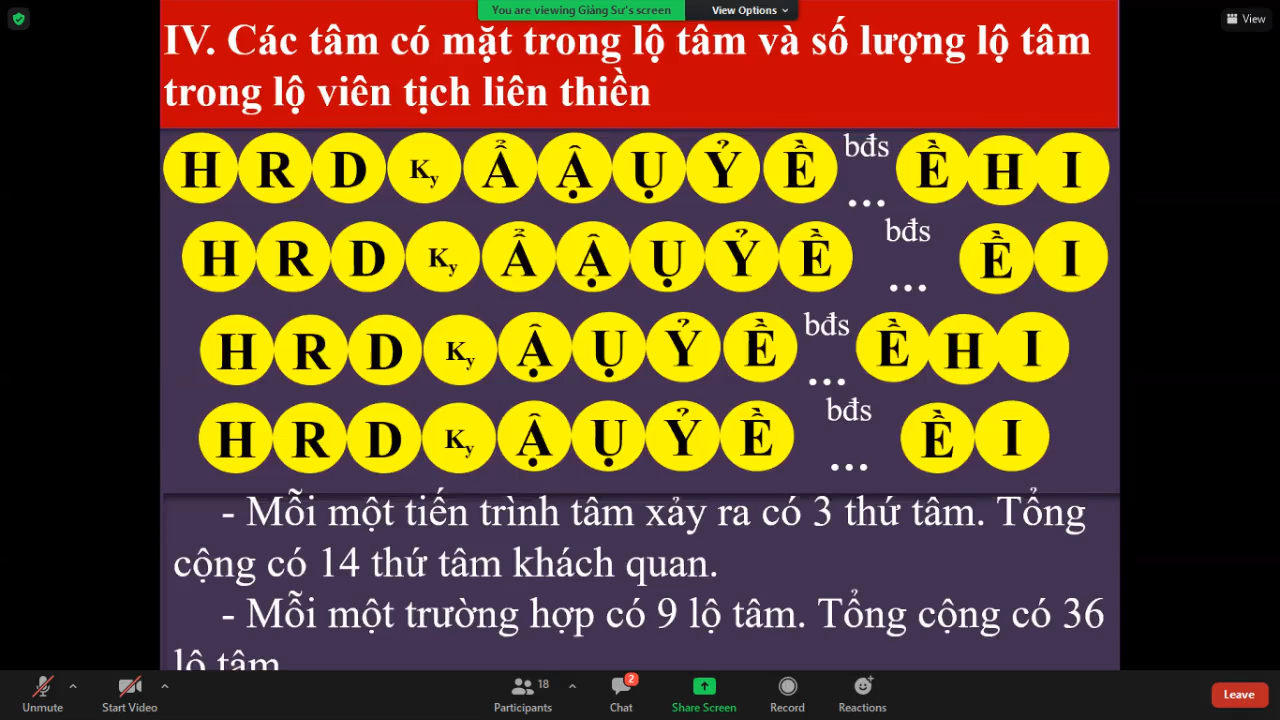 You are viewing Giảng Sư's screen
View Options
View
IV. Các tâm có mặt trong lộ tâm và số lượng lộ tâm
trong lộ viên tịch liên thiền
H R D Ky Ẩ Ậ Ụ Ỷ Ề bđs ... Ề H I
H R D Ky Ẩ Ậ Ụ Ỷ Ề bđs ... Ề I
H R D Ky Ậ Ụ Ỷ Ề bđs ... Ề H I
H R D Ky Ậ Ụ Ỷ Ề bđs ... Ề I
- Mỗi một tiến trình tâm xảy ra có 3 thứ tâm. Tổng
cộng có 14 thứ tâm khách quan.
- Mỗi một trường hợp có 9 lộ tâm. Tổng cộng có 36
lộ tâm
Unmute
Start Video
18
Participants
2
Chat
Share Screen
Record
Reactions
Leave